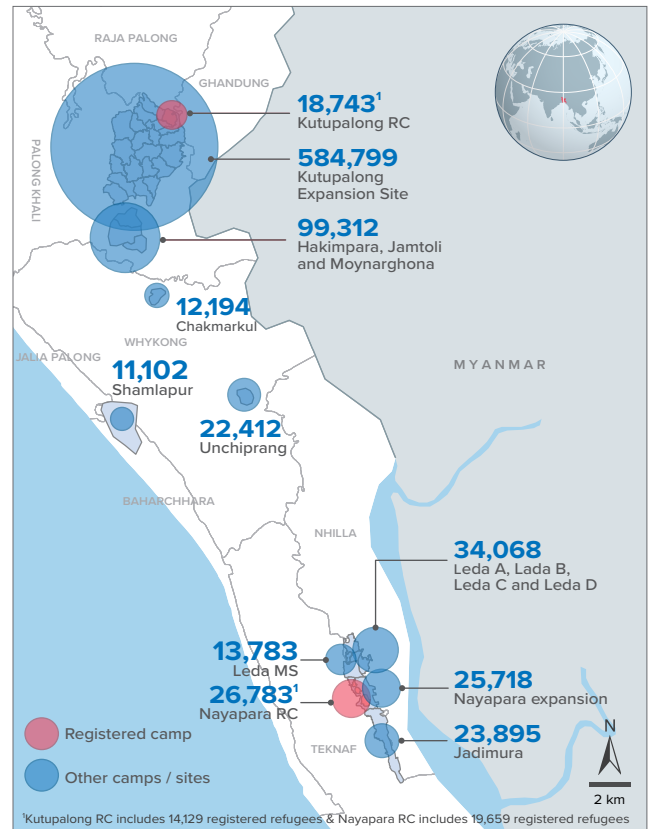 RAJA PALONG
GHANDUNG
18,743¹
Kutupalong RC
PALONG KHALI
584,799
Kutupalong
Expansion Site
99,312
Hakimpara, Jamtoli
and Moynarghona
12,194
Chakmarkul
WHYKONG
JALIA PALONG
MYANMAR
11,102
Shamlapur
22,412
Unchiprang
BAHARCHHARA
NHILLA
34,068
Leda A, Lada B,
Leda C and Leda D
13,783
Leda MS
26,783¹
Nayapara RC
25,718
Nayapara expansion
23,895
Jadimura
TEKNAF
Registered camp
Other camps / sites
N
2 km
¹Kutupalong RC includes 14,129 registered refugees & Nayapara RC includes 19,659 registered refugees